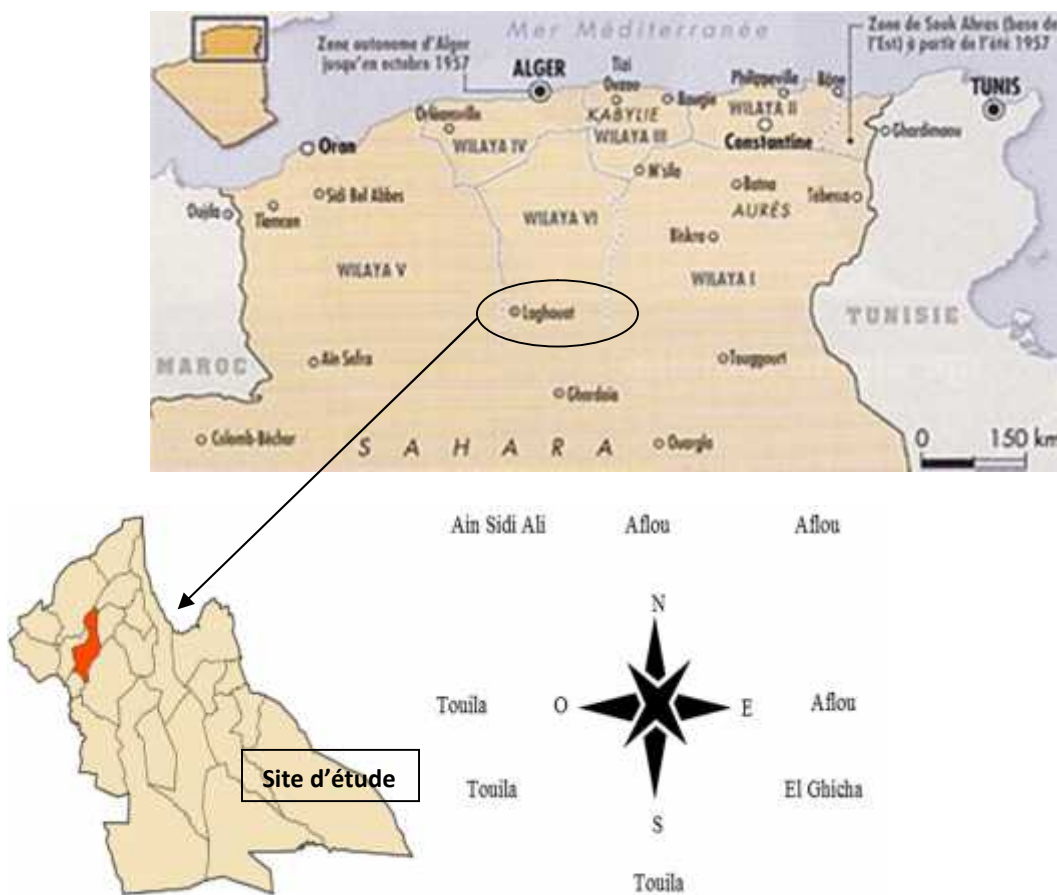 Mer Méditerranée
Zone de Souk Ahras (base de
l'Est) à partir de l'été 1957
Zone autonome d'Alger
jusqu'en octobre 1957
ALGER
Tizi
Ouzou
Philippeville
Bône
TUNIS
Orléansville
KABYLIE
Bougie
WILAYA II
Ghardimaou
WILAYA IV
WILAYA III
Constantine
Oran
M'sila
Batna
Sidi Bel Abbes
Tebessa
Oujda
Tlemcen
WILAYA VI
AURÈS
Biskra
WILAYA V
WILAYA I
Laghouat
TUNISIE
MAROC
Ain Sefra
Touggourt
Ghardaia
Colomb-Béchar
SAHARA
Ouargla
0 150 km
Ain Sidi Ali Aflou Aflou
N
Touila O E Aflou
Site d'étude
Touila El Ghicha
S
Touila